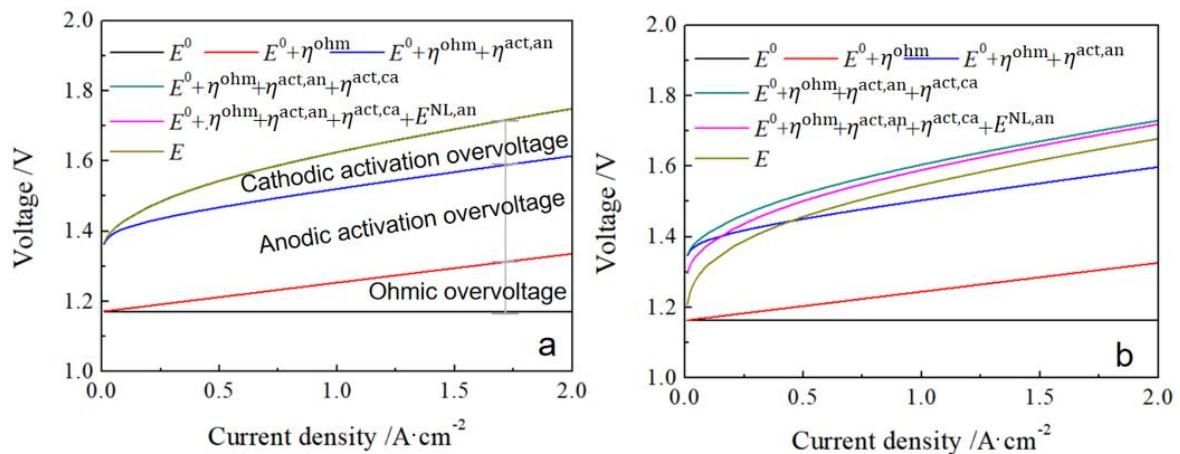 2.0
1.8
1.6
1.4
1.2
1.0
Voltage /V
E⁰ E⁰+η^ohm E⁰+η^ohm+η^act,an
E⁰+η^ohm+η^act,an+η^act,ca
E⁰+η^ohm+η^act,an+η^act,ca+E^NL,an
E
Cathodic activation overvoltage
Anodic activation overvoltage
Ohmic overvoltage
a
0.0 0.5 1.0 1.5 2.0
Current density /A·cm⁻²
2.0
1.8
1.6
1.4
1.2
1.0
Voltage /V
E⁰ E⁰+η^ohm E⁰+η^ohm+η^act,an
E⁰+η^ohm+η^act,an+η^act,ca
E⁰+η^ohm+η^act,an+η^act,ca+E^NL,an
E
b
0.0 0.5 1.0 1.5 2.0
Current density /A·cm⁻²